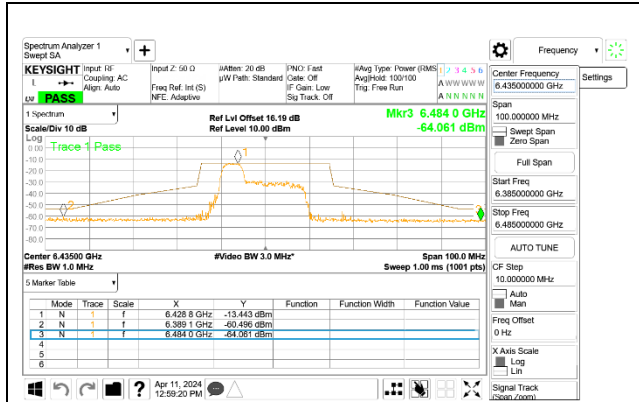 Spectrum Analyzer 1
Swept SA
+
Frequency
KEYSIGHT
Input: RF
Coupling: AC
Align: Auto
Input Z: 50 Ω
Freq Ref: Int (S)
NFE: Adaptive
#Atten: 20 dB
µW Path: Standard
PNO: Fast
Gate: Off
IF Gain: Low
Sig Track: Off
#Avg Type: Power (RMS
Avg|Hold: 100/100
Trig: Free Run
1 2 3 4 5 6
A W W W W W
A N N N N N
L
PASS
Center Frequency
6.435000000 GHz
Settings
Span
100.000000 MHz
Swept Span
Zero Span
Full Span
Start Freq
6.385000000 GHz
Stop Freq
6.485000000 GHz
AUTO TUNE
CF Step
10.000000 MHz
Auto
Man
Freq Offset
0 Hz
X Axis Scale
Log
Lin
Signal Track
(Span Zoom)
1 Spectrum
Scale/Div 10 dB
Ref Lvl Offset 16.19 dB
Ref Level 10.00 dBm
Mkr3 6.484 0 GHz
-64.061 dBm
Log
Trace 1 Pass
0.00
-10.0
-20.0
-30.0
-40.0
-50.0
-60.0
-70.0
-80.0
1
2
Center 6.43500 GHz
#Res BW 1.0 MHz
#Video BW 3.0 MHz*
Span 100.0 MHz
Sweep 1.00 ms (1001 pts)
5 Marker Table
Mode Trace Scale X Y Function Function Width Function Value
1 N 1 f 6.428 8 GHz -13.443 dBm
2 N 1 f 6.389 1 GHz -60.496 dBm
3 N 1 f 6.484 0 GHz -64.061 dBm
4
5
6
?
Apr 11, 2024
12:59:20 PM